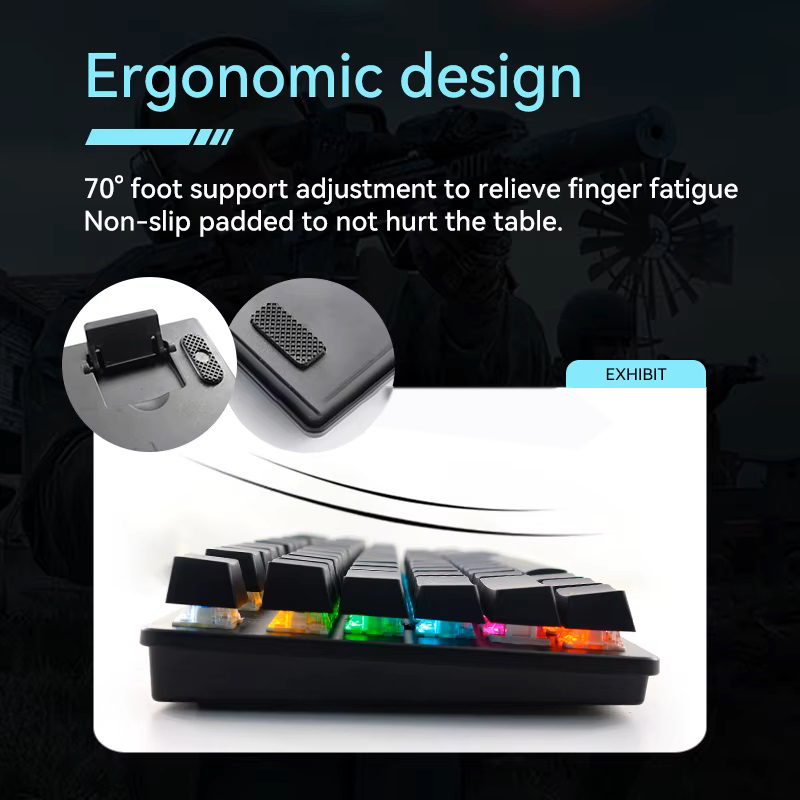 Ergonomic design
70° foot support adjustment to relieve finger fatigue
Non-slip padded to not hurt the table.
EXHIBIT